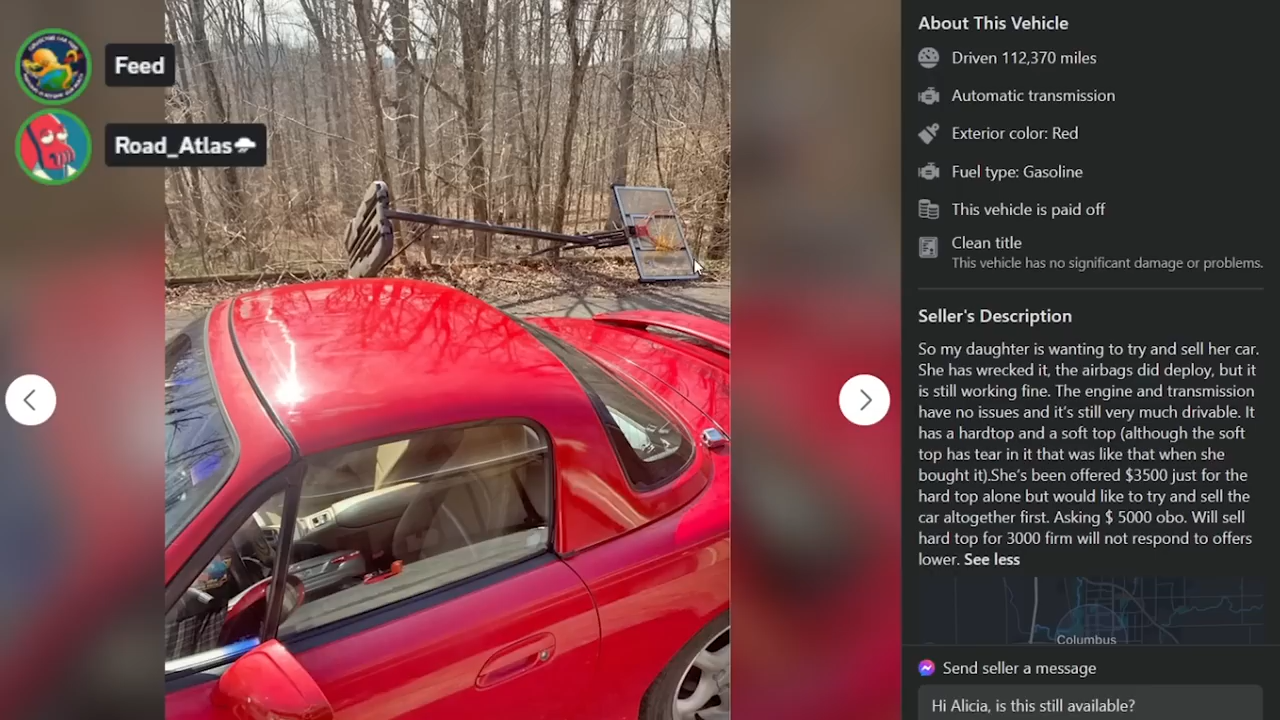 Feed
Road_Atlas
About This Vehicle
Driven 112,370 miles
Automatic transmission
Exterior color: Red
Fuel type: Gasoline
This vehicle is paid off
Clean title
This vehicle has no significant damage or problems.
Seller's Description
So my daughter is wanting to try and sell her car.
She has wrecked it, the airbags did deploy, but it
is still working fine. The engine and transmission
have no issues and it's still very much drivable. It
has a hardtop and a soft top (although the soft
top has tear in it that was like that when she
bought it).She's been offered $3500 just for the
hard top alone but would like to try and sell the
car altogether first. Asking $ 5000 obo. Will sell
hard top for 3000 firm will not respond to offers
lower. See less
Columbus
Send seller a message
Hi Alicia, is this still available?